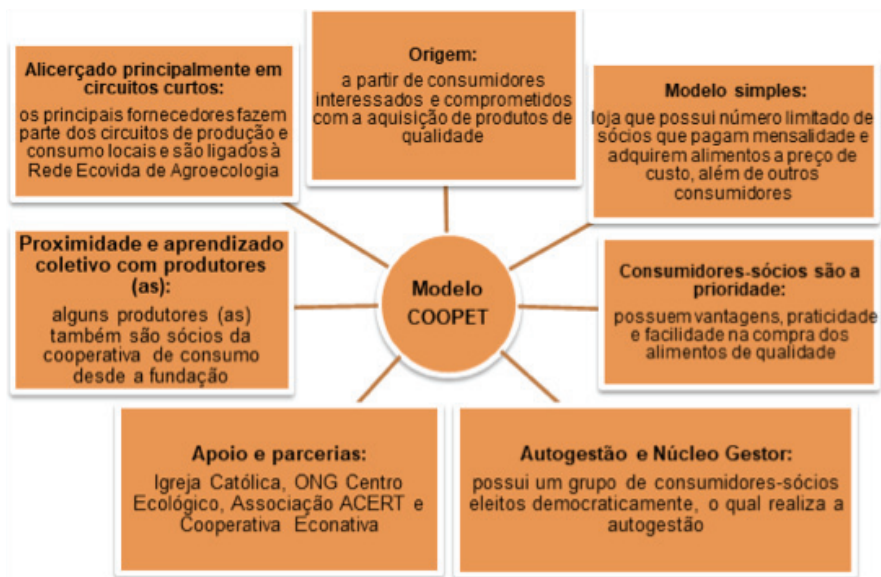 Alicerçado principalmente em
circuitos curtos:
os principais fornecedores fazem
parte dos circuitos de produção e
consumo locais e são ligados à
Rede Ecovida de Agroecologia
Origem:
a partir de consumidores
interessados e comprometidos
com a aquisição de produtos de
qualidade
Modelo simples:
loja que possui número limitado de
sócios que pagam mensalidade e
adquirem alimentos a preço de
custo, além de outros
consumidores
Proximidade e aprendizado
coletivo com produtores
(as):
alguns produtores (as)
também são sócios da
cooperativa de consumo
desde a fundação
Modelo
COOPET
Consumidores-sócios são a
prioridade:
possuem vantagens, praticidade
e facilidade na compra dos
alimentos de qualidade
Apoio e parcerias:
Igreja Católica, ONG Centro
Ecológico, Associação ACERT e
Cooperativa Econativa
Autogestão e Núcleo Gestor:
possui um grupo de consumidores-sócios
eleitos democraticamente, o qual realiza a
autogestão